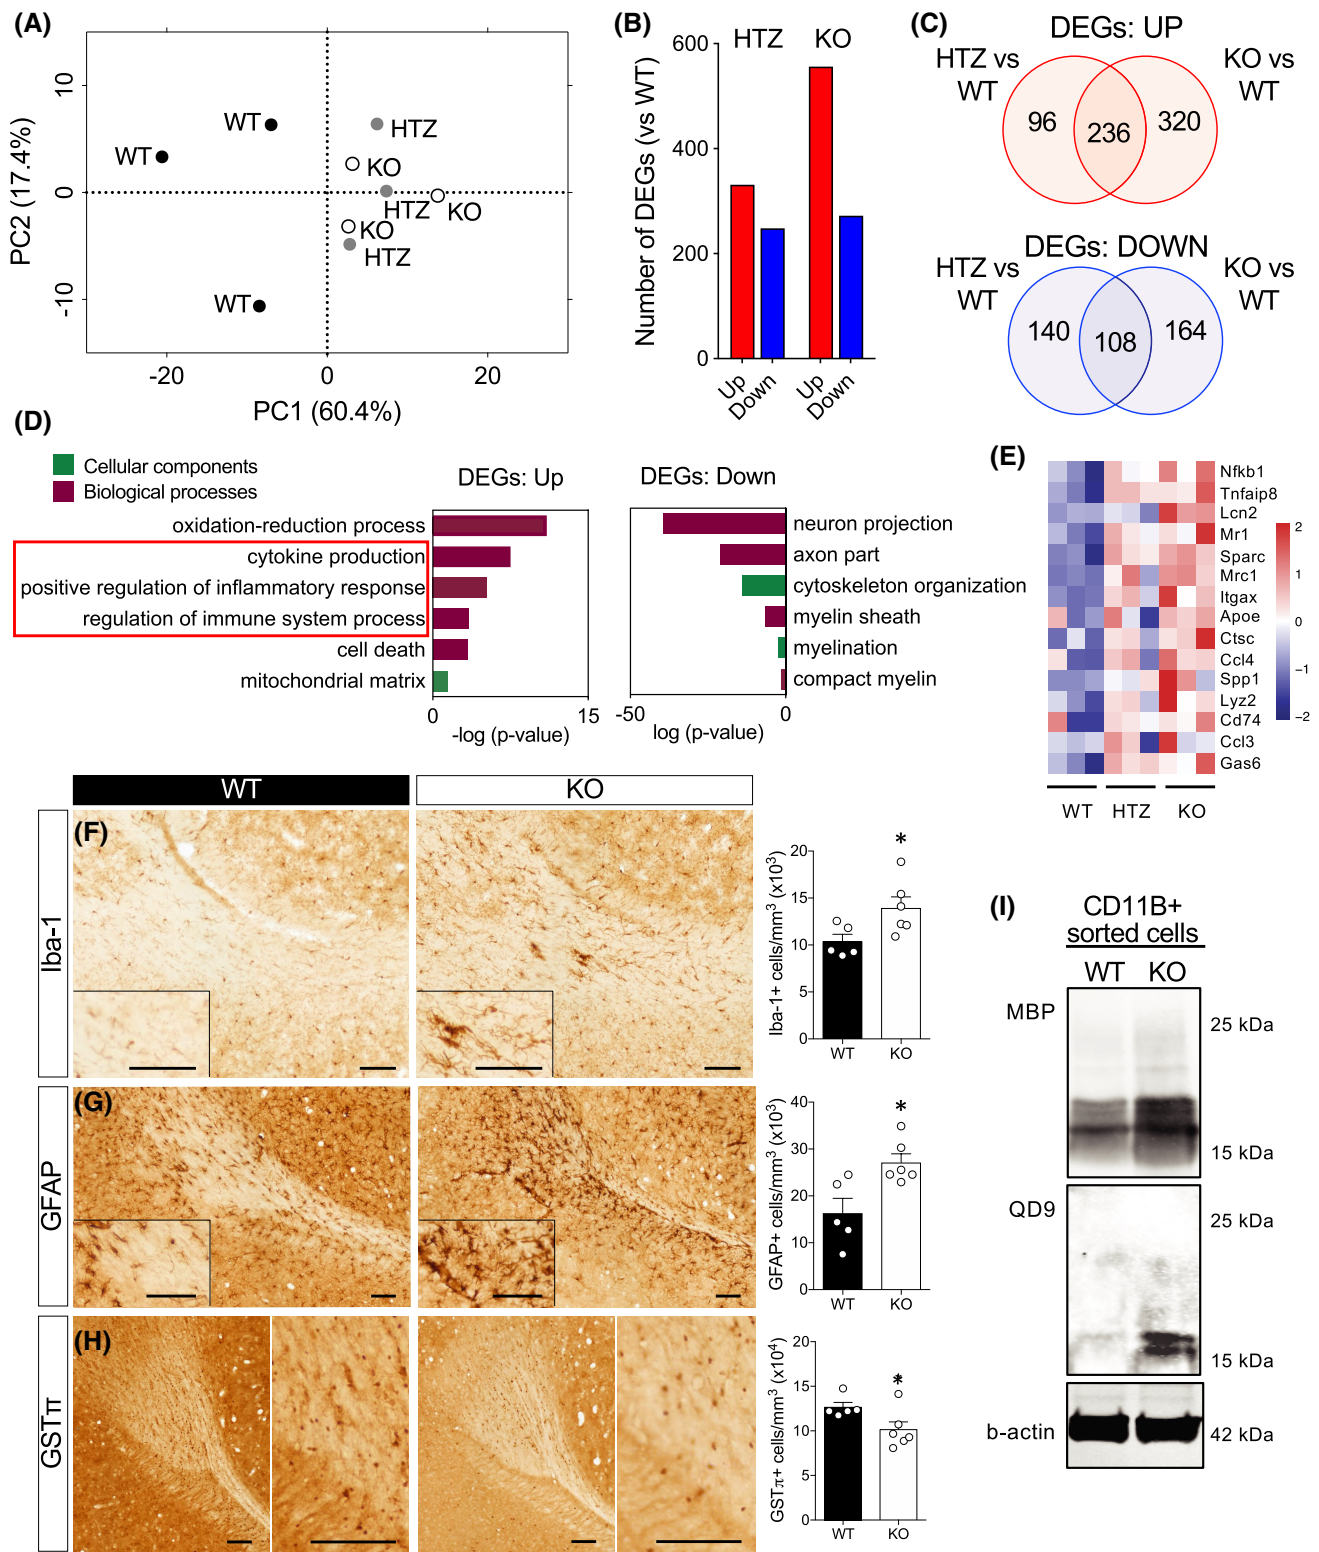 (A)
10
0
-10
PC2 (17.4%)
WT
WT
WT
HTZ
KO
HTZ
KO
KO
HTZ
-20
0
20
PC1 (60.4%)
(B)
HTZ
KO
600
400
200
0
Number of DEGs (vs WT)
Up
Down
Up
Down
(C)
DEGs: UP
HTZ vs
WT
KO vs
WT
96
236
320
DEGs: DOWN
HTZ vs
WT
KO vs
WT
140
108
164
(D)
Cellular components
Biological processes
DEGs: Up
oxidation-reduction process
cytokine production
positive regulation of inflammatory response
regulation of immune system process
cell death
mitochondrial matrix
0
15
-log (p-value)
DEGs: Down
neuron projection
axon part
cytoskeleton organization
myelin sheath
myelination
compact myelin
-50
0
log (p-value)
(E)
Nfkb1
Tnfaip8
Lcn2
Mr1
Sparc
Mrc1
Itgax
Apoe
Ctsc
Ccl4
Spp1
Lyz2
Cd74
Ccl3
Gas6
2
1
0
−1
−2
WT
HTZ
KO
WT
KO
(F)
Iba-1
Iba-1+ cells/mm3 (x103)
20
15
10
5
0
*
WT
KO
(G)
GFAP
GFAP+ cells/mm3 (x103)
40
30
20
10
0
*
WT
KO
(H)
GSTπ
GSTπ+ cells/mm3 (x104)
20
15
10
5
0
*
WT
KO
(I)
CD11B+
sorted cells
WT
KO
MBP
25 kDa
15 kDa
QD9
25 kDa
15 kDa
b-actin
42 kDa